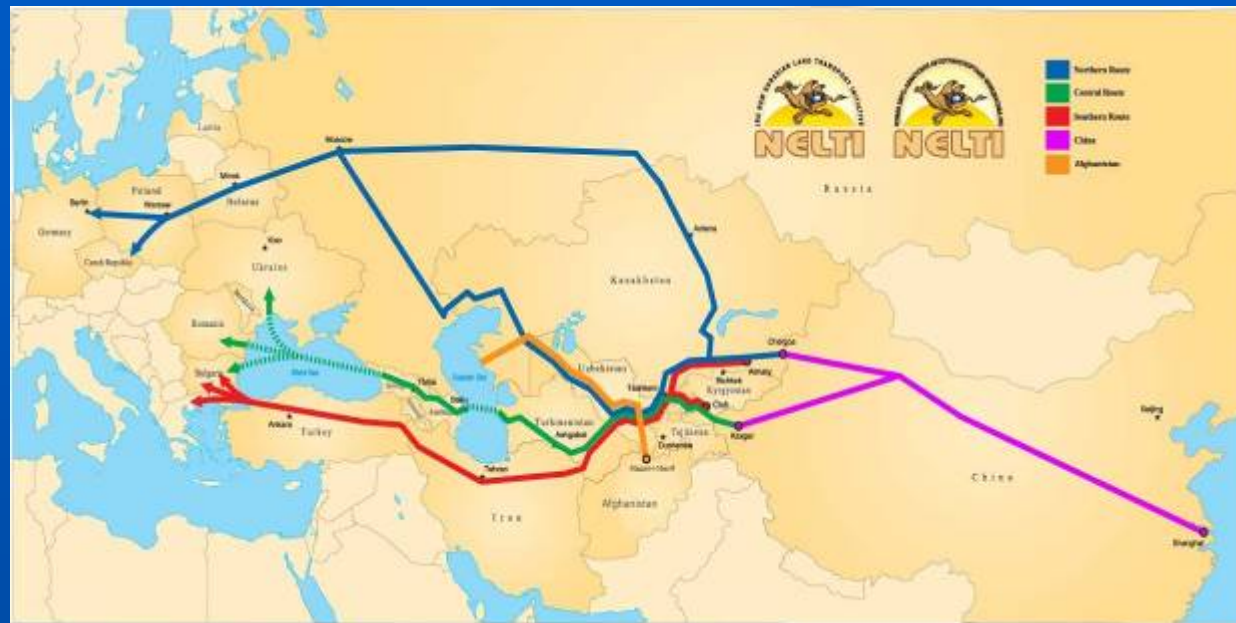 NELTI
NELTI
Northern Route
Central Route
Southern Route
China
Afghanistan
Russia
Latvia
Moscow
Minsk
Belarus
Poland
Berlin
Warsaw
Germany
Czech Republic
Kiev
Ukraine
Astana
Kazakhstan
Romania
Bulgaria
Black Sea
Caspian Sea
Tbilisi
Baku
Uzbekistan
Tashkent
Almaty
Bishkek
Kyrgyzstan
Turkmenistan
Ashgabat
Tajikistan
Dushanbe
Kasgar
Ankara
Turkey
Tehran
Iran
Afghanistan
Beijing
China
Shanghai